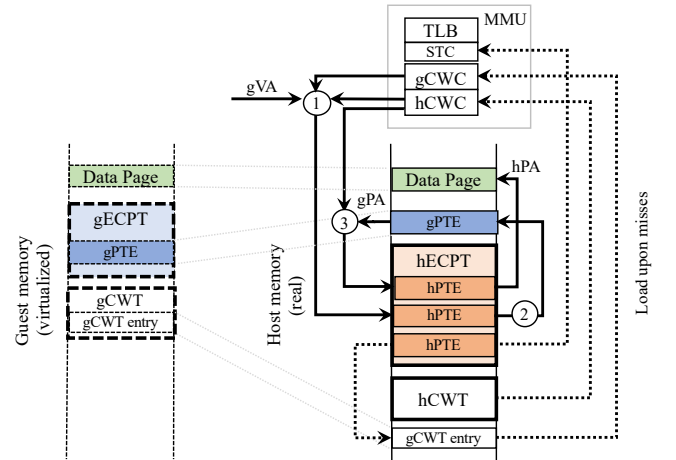 MMU
TLB
STC
gCWC
hCWC
gVA
1
Data Page
gECPT
gPTE
gCWT
gCWT entry
Guest memory
(virtualized)
Host memory
(real)
hPA
Data Page
gPA
3
gPTE
hECPT
hPTE
hPTE
2
hPTE
hCWT
gCWT entry
Load upon misses